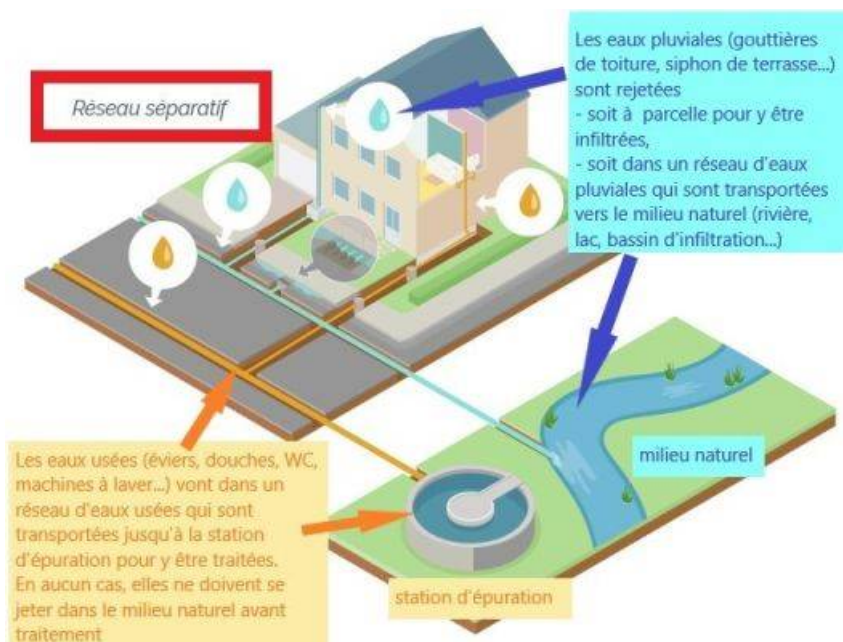 Réseau séparatif
Les eaux pluviales (gouttières
de toiture, siphon de terrasse...)
sont rejetées
- soit à parcelle pour y être
infiltrées,
- soit dans un réseau d'eaux
pluviales qui sont transportées
vers le milieu naturel (rivière,
lac, bassin d'infiltration...)
milieu naturel
Les eaux usées (éviers, douches, WC,
machines à laver...) vont dans un
réseau d'eaux usées qui sont
transportées jusqu'à la station
d'épuration pour y être traitées.
En aucun cas, elles ne doivent se
jeter dans le milieu naturel avant
traitement
station d'épuration